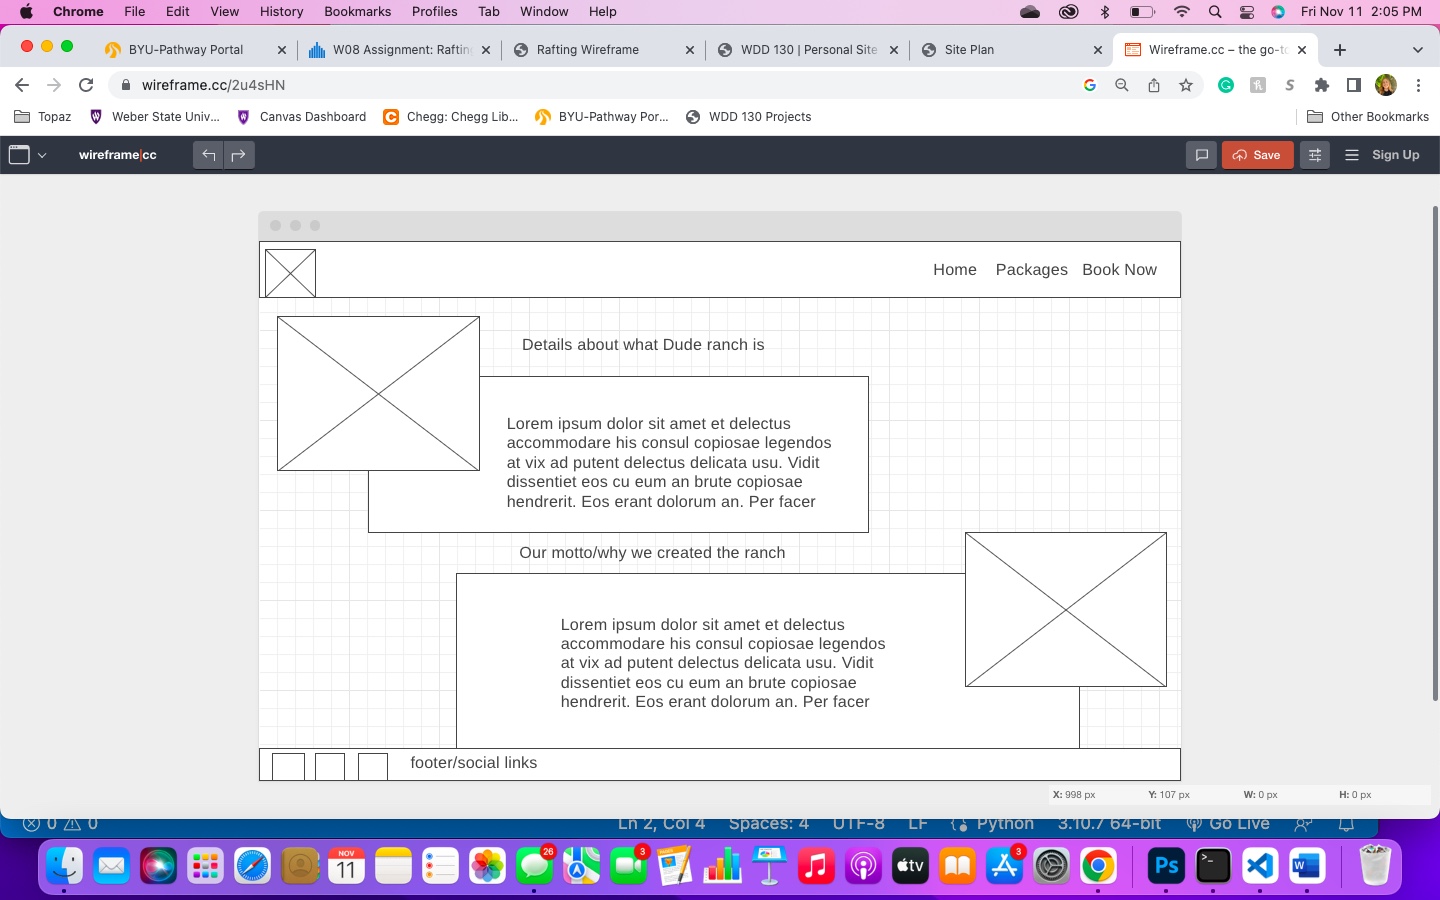 Chrome File Edit View History Bookmarks Profiles Tab Window Help Fri Nov 11 2:05 PM
BYU-Pathway Portal W08 Assignment: Raftin Rafting Wireframe WDD 130 | Personal Site Site Plan Wireframe.cc – the go-to
wireframe.cc/2u4sHN
Topaz Weber State Univ... Canvas Dashboard Chegg: Chegg Lib... BYU-Pathway Por... WDD 130 Projects Other Bookmarks
wireframe|cc Save Sign Up
Home Packages Book Now
Details about what Dude ranch is
Lorem ipsum dolor sit amet et delectus
accommodare his consul copiosae legendos
at vix ad putent delectus delicata usu. Vidit
dissentiet eos cu eum an brute copiosae
hendrerit. Eos erant dolorum an. Per facer
Our motto/why we created the ranch
Lorem ipsum dolor sit amet et delectus
accommodare his consul copiosae legendos
at vix ad putent delectus delicata usu. Vidit
dissentiet eos cu eum an brute copiosae
hendrerit. Eos erant dolorum an. Per facer
footer/social links
X: 998 px Y: 107 px W: 0 px H: 0 px
0 0 Ln 2, Col 4 Spaces: 4 UTF-8 LF Python 3.10.7 64-bit Go Live
NOV
11
26
3
tv
3
Ps
W